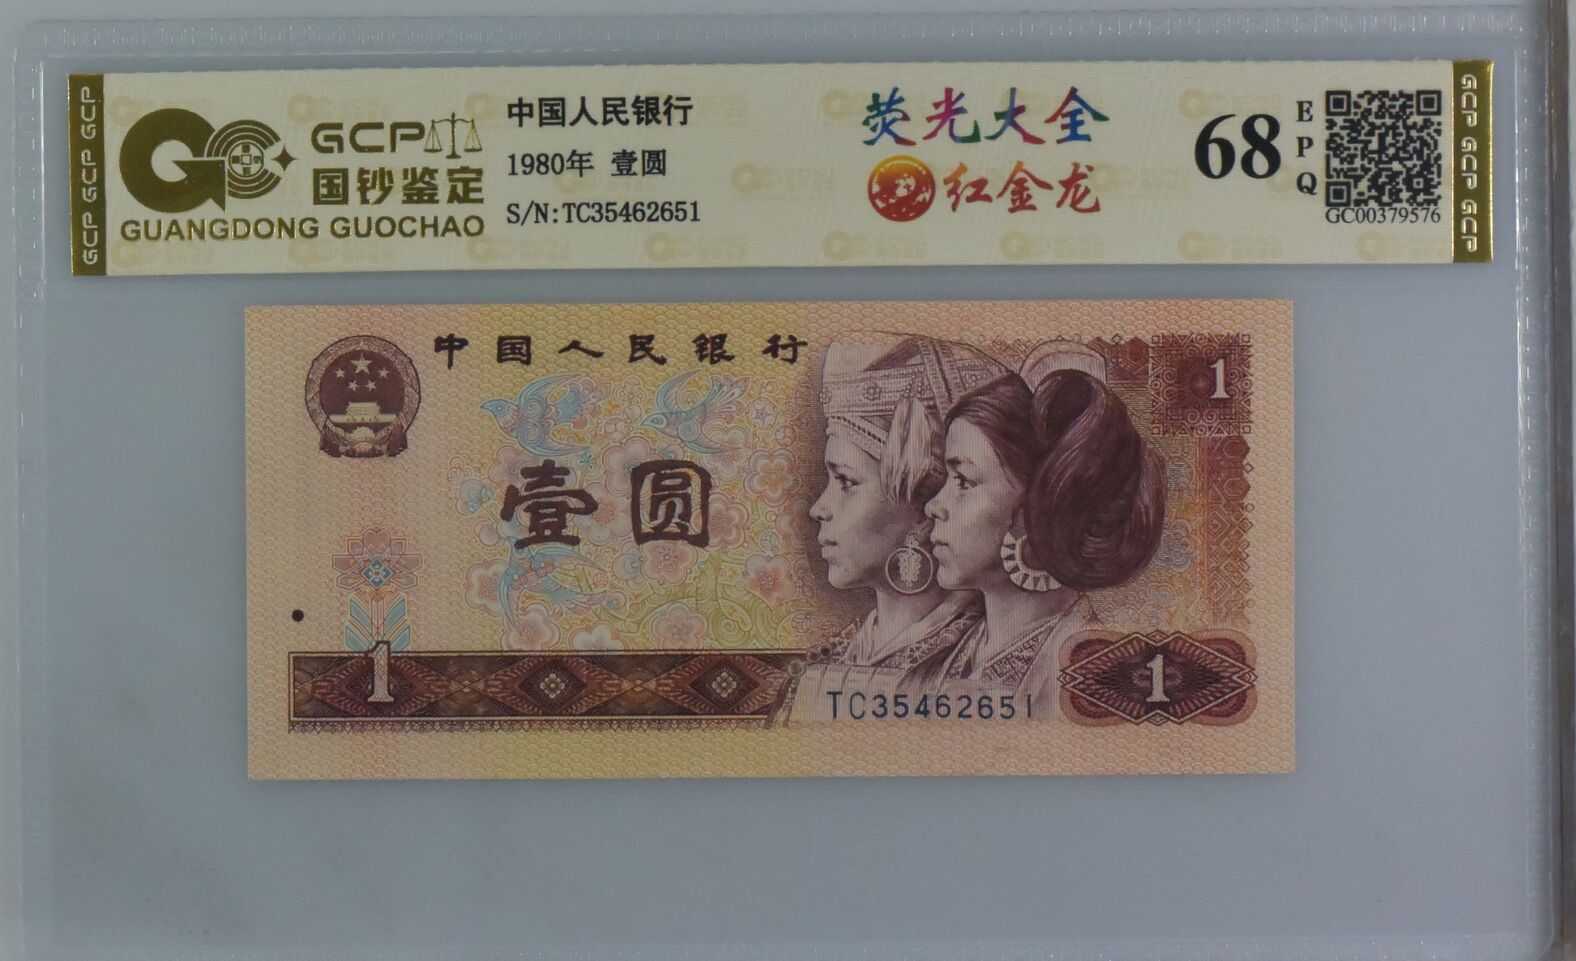 GCP GCP GCP
GCP
国钞鉴定
GUANGDONG GUOCHAO
中国人民银行
1980年 壹圆
S/N:TC35462651
荧光大全
红金龙
68
E
P
Q
GC00379576
GCP GCP GCP
中国人民银行
1
壹圆
1
1
TC35462651